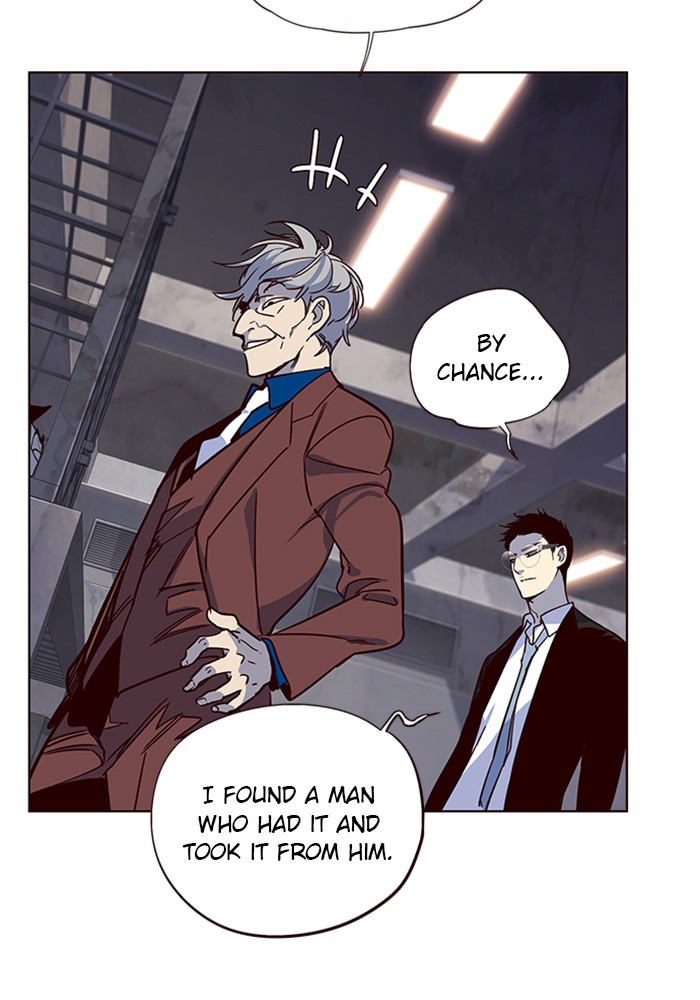 BY
CHANCE...
I FOUND A MAN
WHO HAD IT AND
TOOK IT FROM HIM.